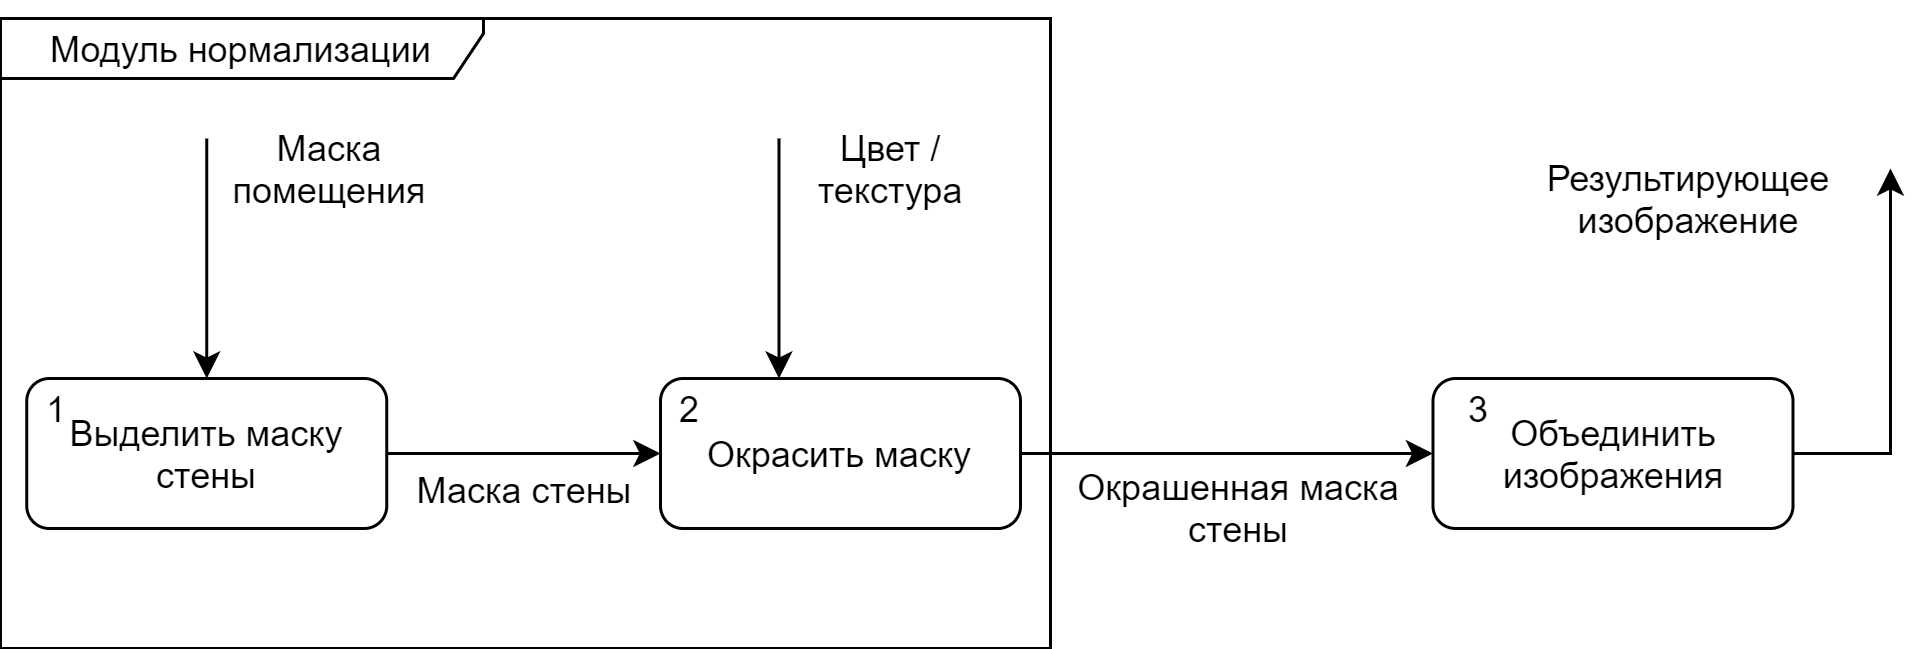 Модуль нормализации
Маска
помещения
Цвет /
текстура
Результирующее
изображение
1
Выделить маску
стены
Маска стены
2
Окрасить маску
Окрашенная маска
стены
3
Объединить
изображения